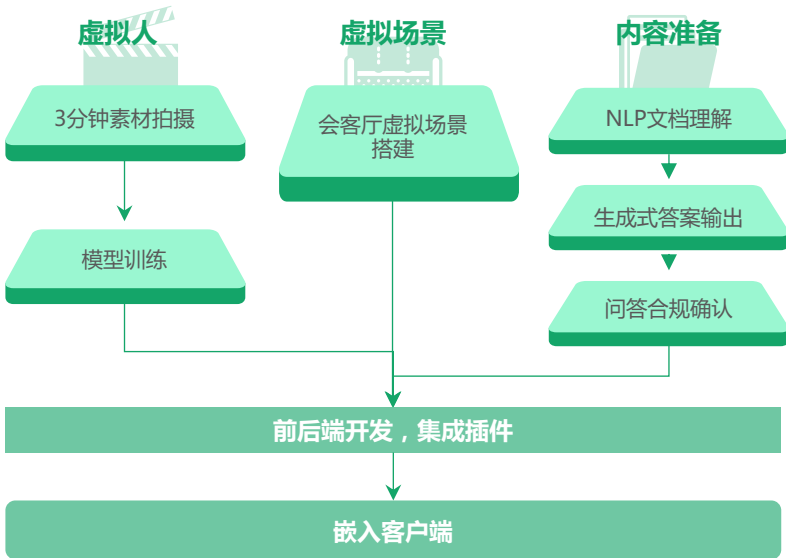 虚拟人
虚拟场景
内容准备
3分钟素材拍摄
会客厅虚拟场景
搭建
NLP文档理解
生成式答案输出
模型训练
问答合规确认
前后端开发，集成插件
嵌入客户端